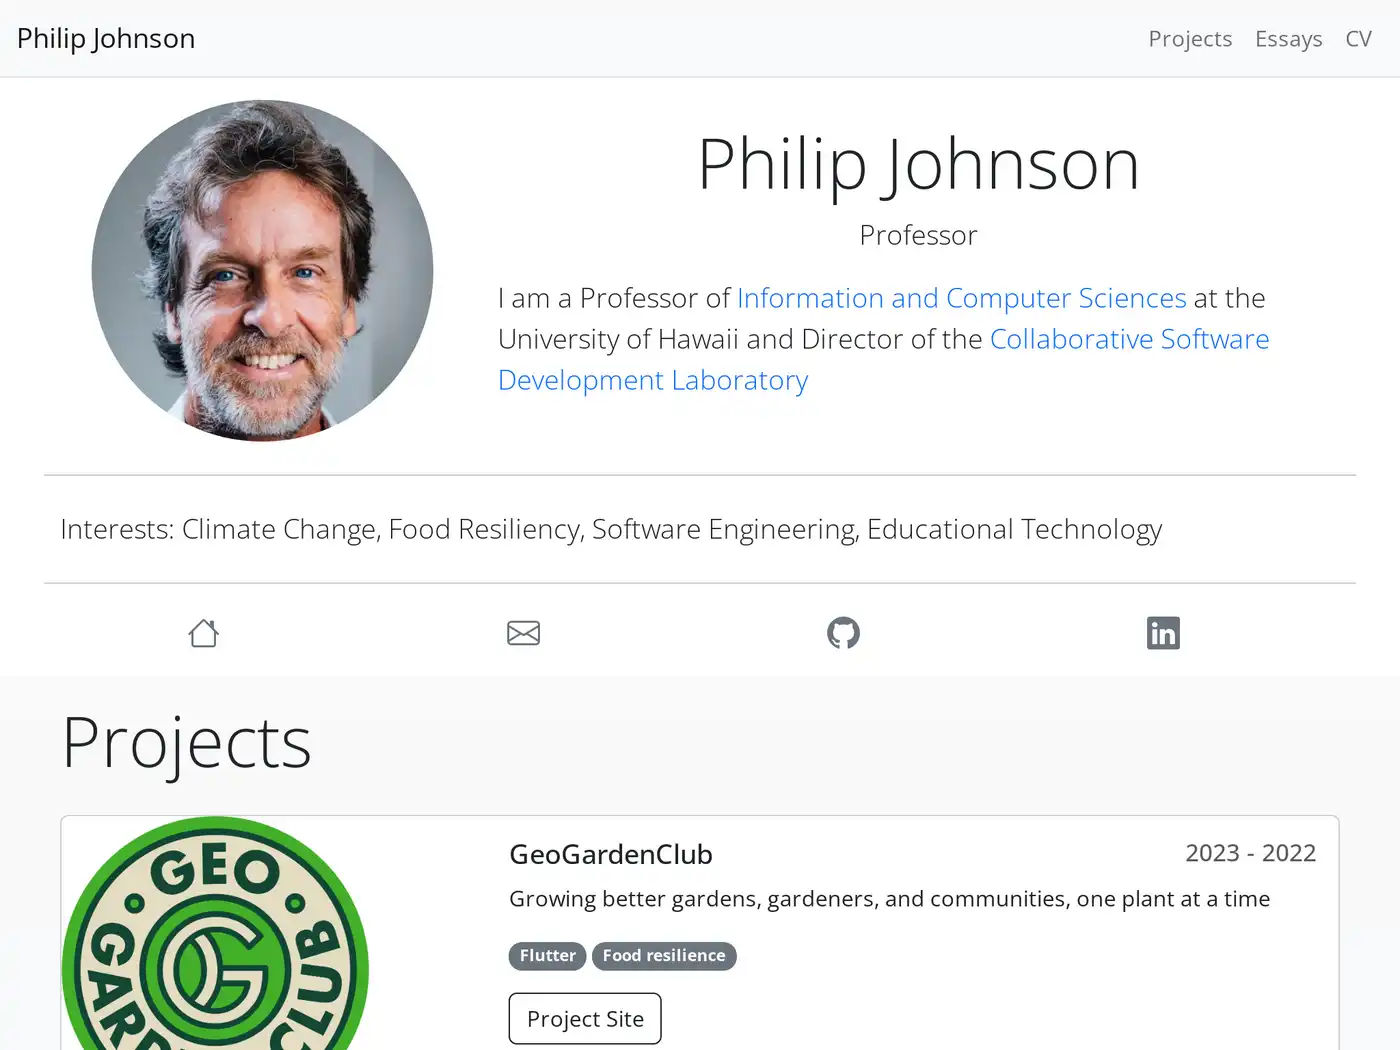 Philip Johnson
Projects Essays CV
Philip Johnson
Professor
I am a Professor of Information and Computer Sciences at the
University of Hawaii and Director of the Collaborative Software
Development Laboratory
Interests: Climate Change, Food Resiliency, Software Engineering, Educational Technology
in
Projects
GEO
GARD
CLUB
G
GeoGardenClub
2023 - 2022
Growing better gardens, gardeners, and communities, one plant at a time
Flutter
Food resilience
Project Site